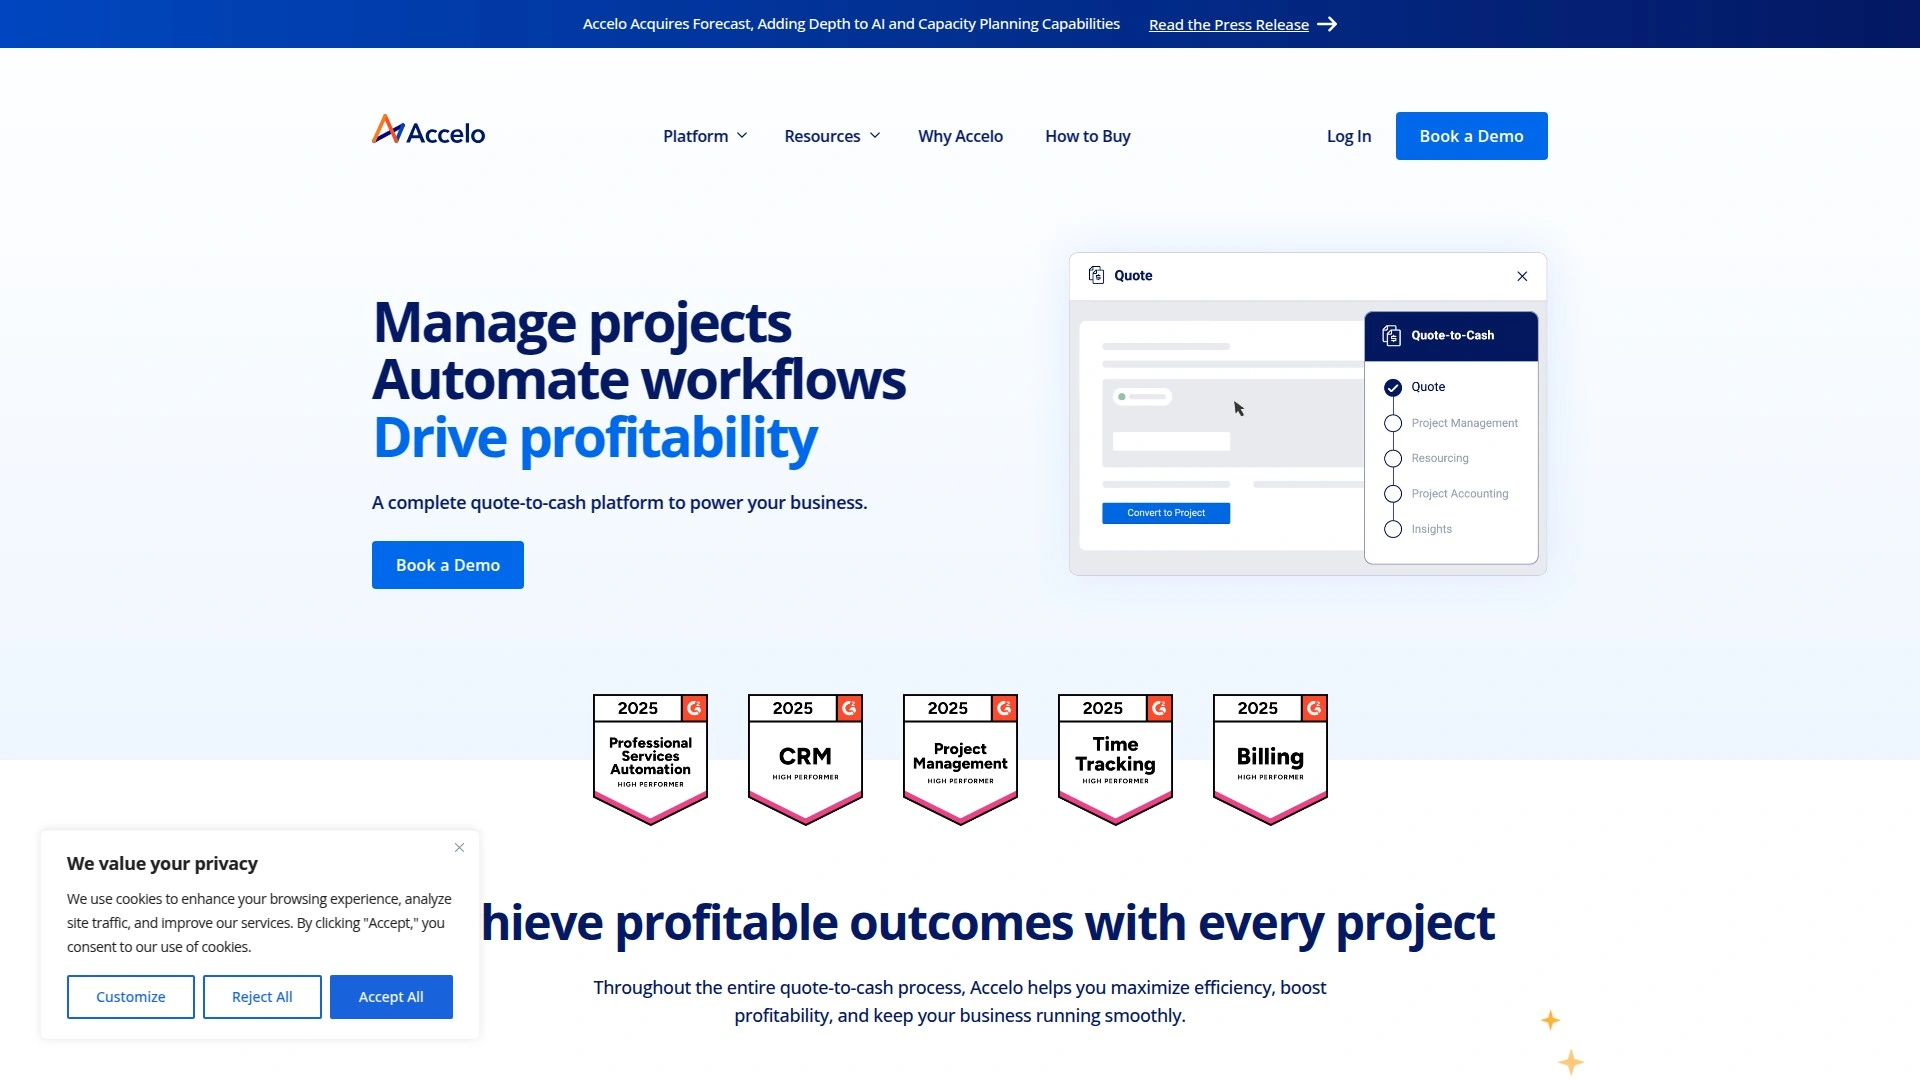 Accelo Acquires Forecast, Adding Depth to AI and Capacity Planning Capabilities Read the Press Release
Accelo
Platform Resources Why Accelo How to Buy Log In Book a Demo
Manage projects
Automate workflows
Drive profitability
A complete quote-to-cash platform to power your business.
Book a Demo
Quote
Convert to Project
Quote-to-Cash
Quote
Project Management
Resourcing
Project Accounting
Insights
2025
Professional
Services
Automation
HIGH PERFORMER
2025
CRM
HIGH PERFORMER
2025
Project
Management
HIGH PERFORMER
2025
Time
Tracking
HIGH PERFORMER
2025
Billing
HIGH PERFORMER
hieve profitable outcomes with every project
Throughout the entire quote-to-cash process, Accelo helps you maximize efficiency, boost
profitability, and keep your business running smoothly.
We value your privacy
We use cookies to enhance your browsing experience, analyze
site traffic, and improve our services. By clicking "Accept," you
consent to our use of cookies.
Customize Reject All Accept All